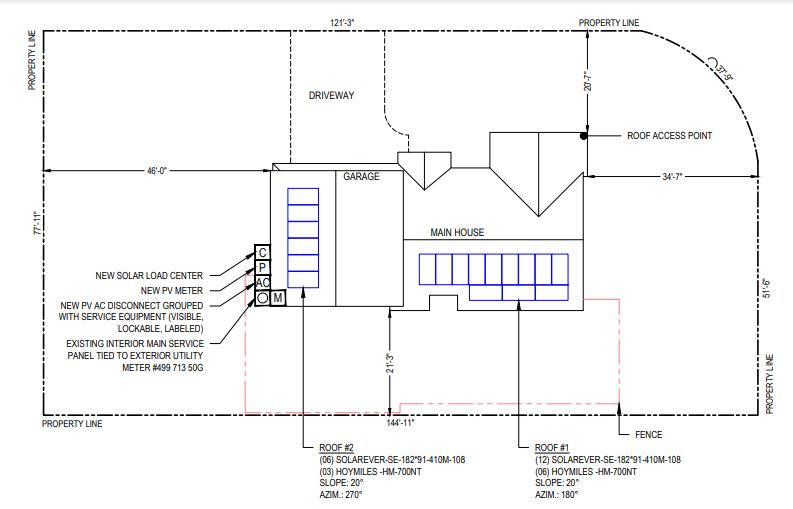 121'-3"
PROPERTY LINE
PROPERTY LINE
37'-9"
20'-7"
DRIVEWAY
ROOF ACCESS POINT
46'-0"
GARAGE
34'-7"
77'-11"
MAIN HOUSE
C
NEW SOLAR LOAD CENTER
P
NEW PV METER
AC
NEW PV AC DISCONNECT GROUPED
WITH SERVICE EQUIPMENT (VISIBLE,
LOCKABLE, LABELED)
M
EXISTING INTERIOR MAIN SERVICE
PANEL TIED TO EXTERIOR UTILITY
METER #499 713 50G
51'-6"
21'-3"
PROPERTY LINE
PROPERTY LINE
144'-11"
FENCE
ROOF #2
(06) SOLAREVER-SE-182*91-410M-108
(03) HOYMILES -HM-700NT
SLOPE: 20°
AZIM.: 270°
ROOF #1
(12) SOLAREVER-SE-182*91-410M-108
(06) HOYMILES -HM-700NT
SLOPE: 20°
AZIM.: 180°